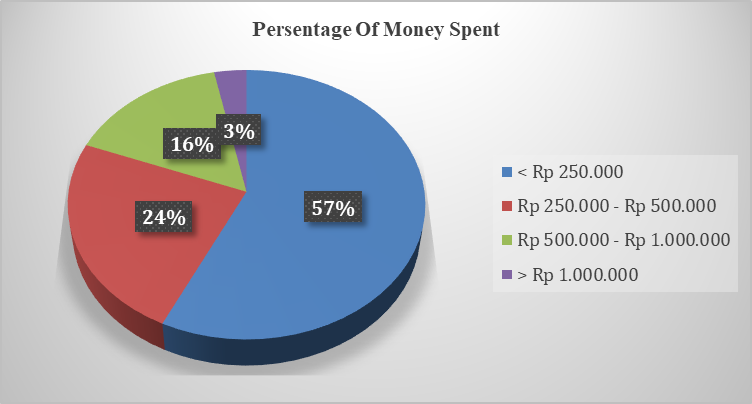 Persentage Of Money Spent
3%
16%
24%
57%
< Rp 250.000
Rp 250.000 - Rp 500.000
Rp 500.000 - Rp 1.000.000
> Rp 1.000.000